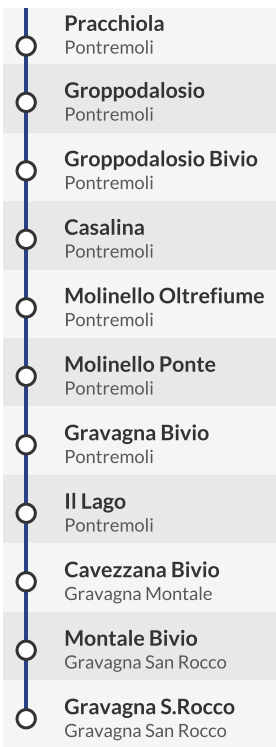 Pracchiola
Pontremoli
Groppodalosio
Pontremoli
Groppodalosio Bivio
Pontremoli
Casalina
Pontremoli
Molinello Oltrefiume
Pontremoli
Molinello Ponte
Pontremoli
Gravagna Bivio
Pontremoli
Il Lago
Pontremoli
Cavezzana Bivio
Gravagna Montale
Montale Bivio
Gravagna San Rocco
Gravagna S.Rocco
Gravagna San Rocco